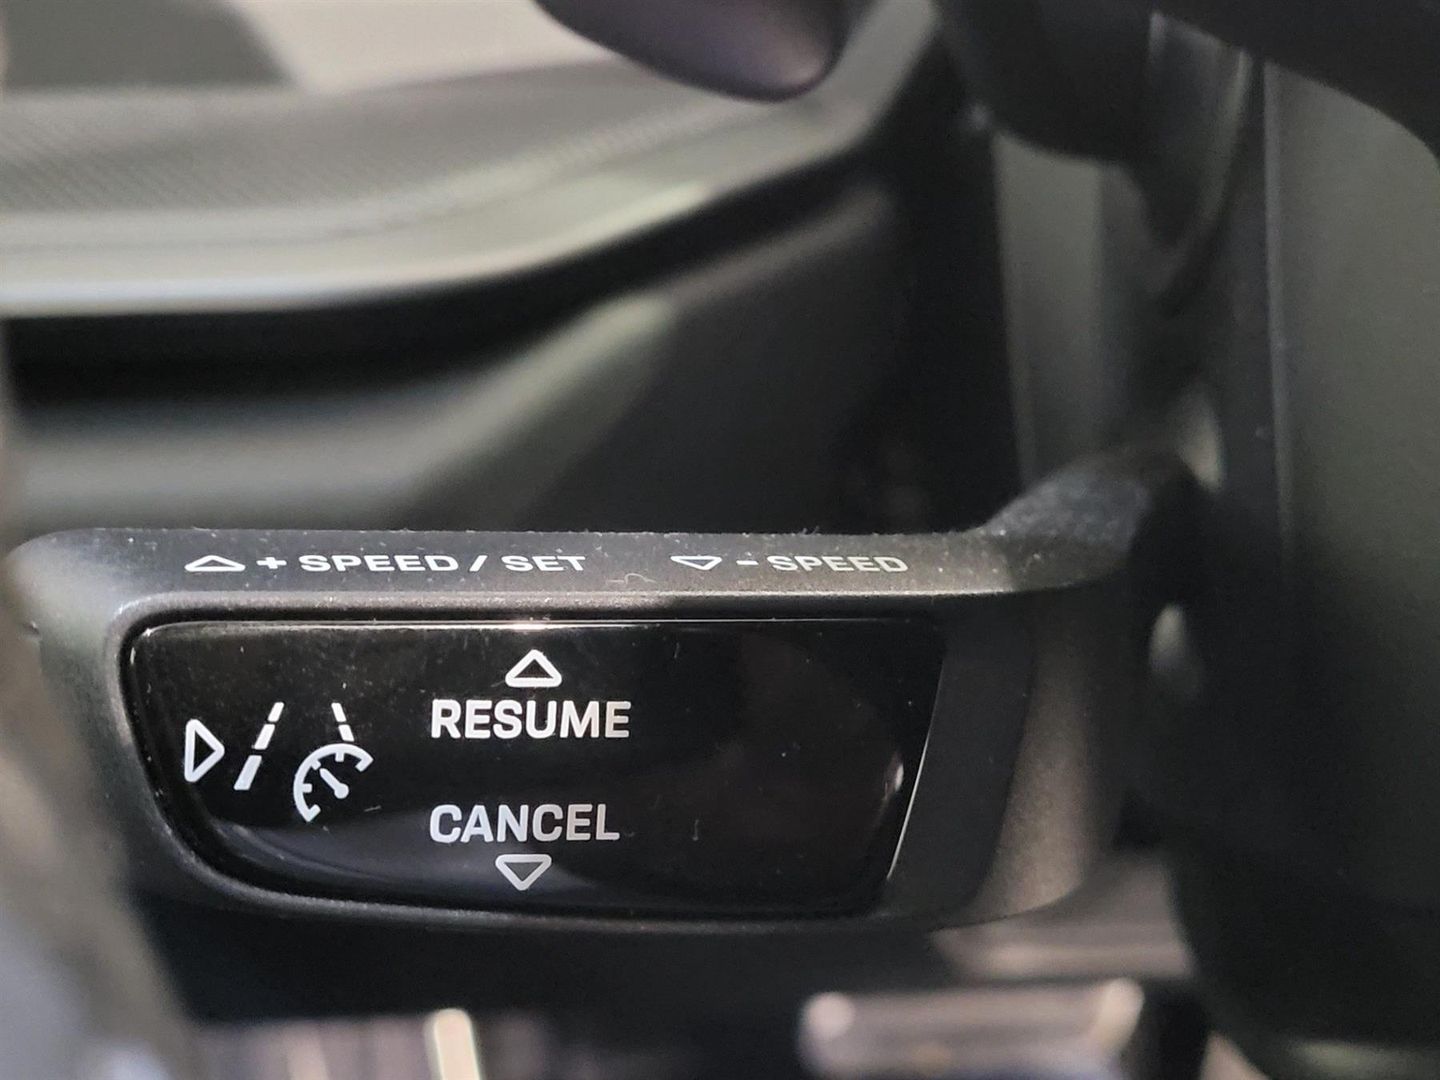 + SPEED / SET - SPEED
RESUME
CANCEL